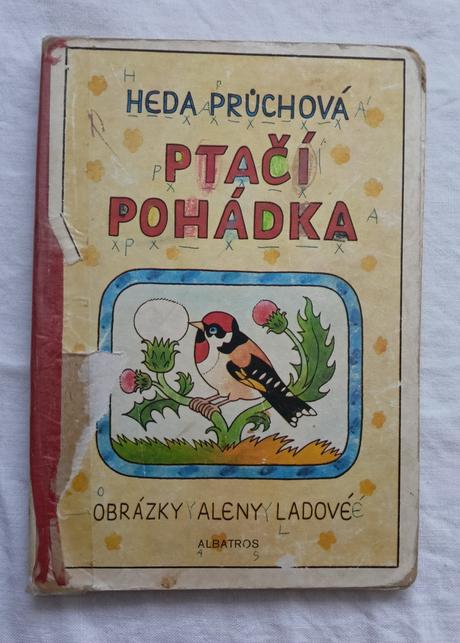 HEDA PRŮCHOVÁ
PTAČÍ
POHÁDKA
OBRÁZKY ALENY LADOVÉ
ALBATROS